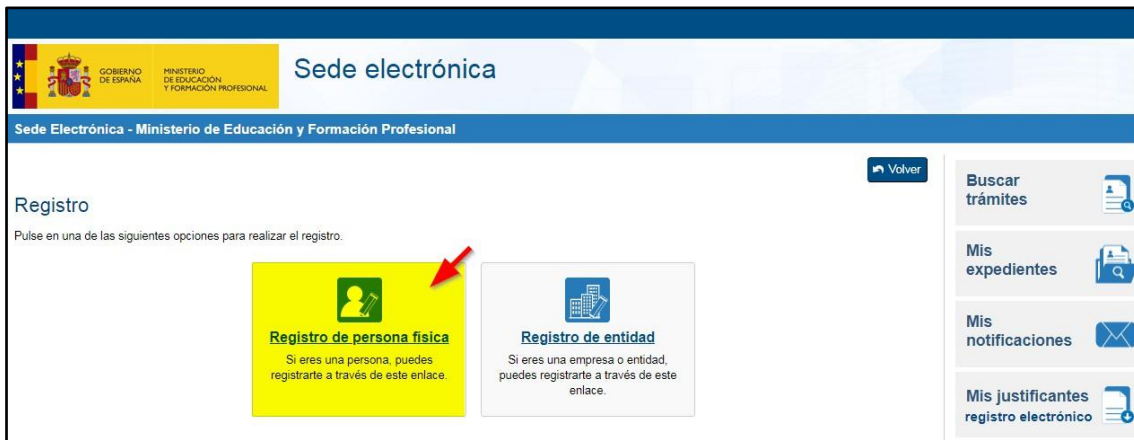 GOBIERNO
DE ESPAÑA
MINISTERIO
DE EDUCACIÓN
Y FORMACIÓN PROFESIONAL
Sede electrónica
Sede Electrónica - Ministerio de Educación y Formación Profesional
Volver
Registro
Pulse en una de las siguientes opciones para realizar el registro.
Registro de persona física
Si eres una persona, puedes
registrarte a través de este enlace.
Registro de entidad
Si eres una empresa o entidad,
puedes registrarte a través de este
enlace.
Buscar
trámites
Mis
expedientes
Mis
notificaciones
Mis justificantes
registro electrónico